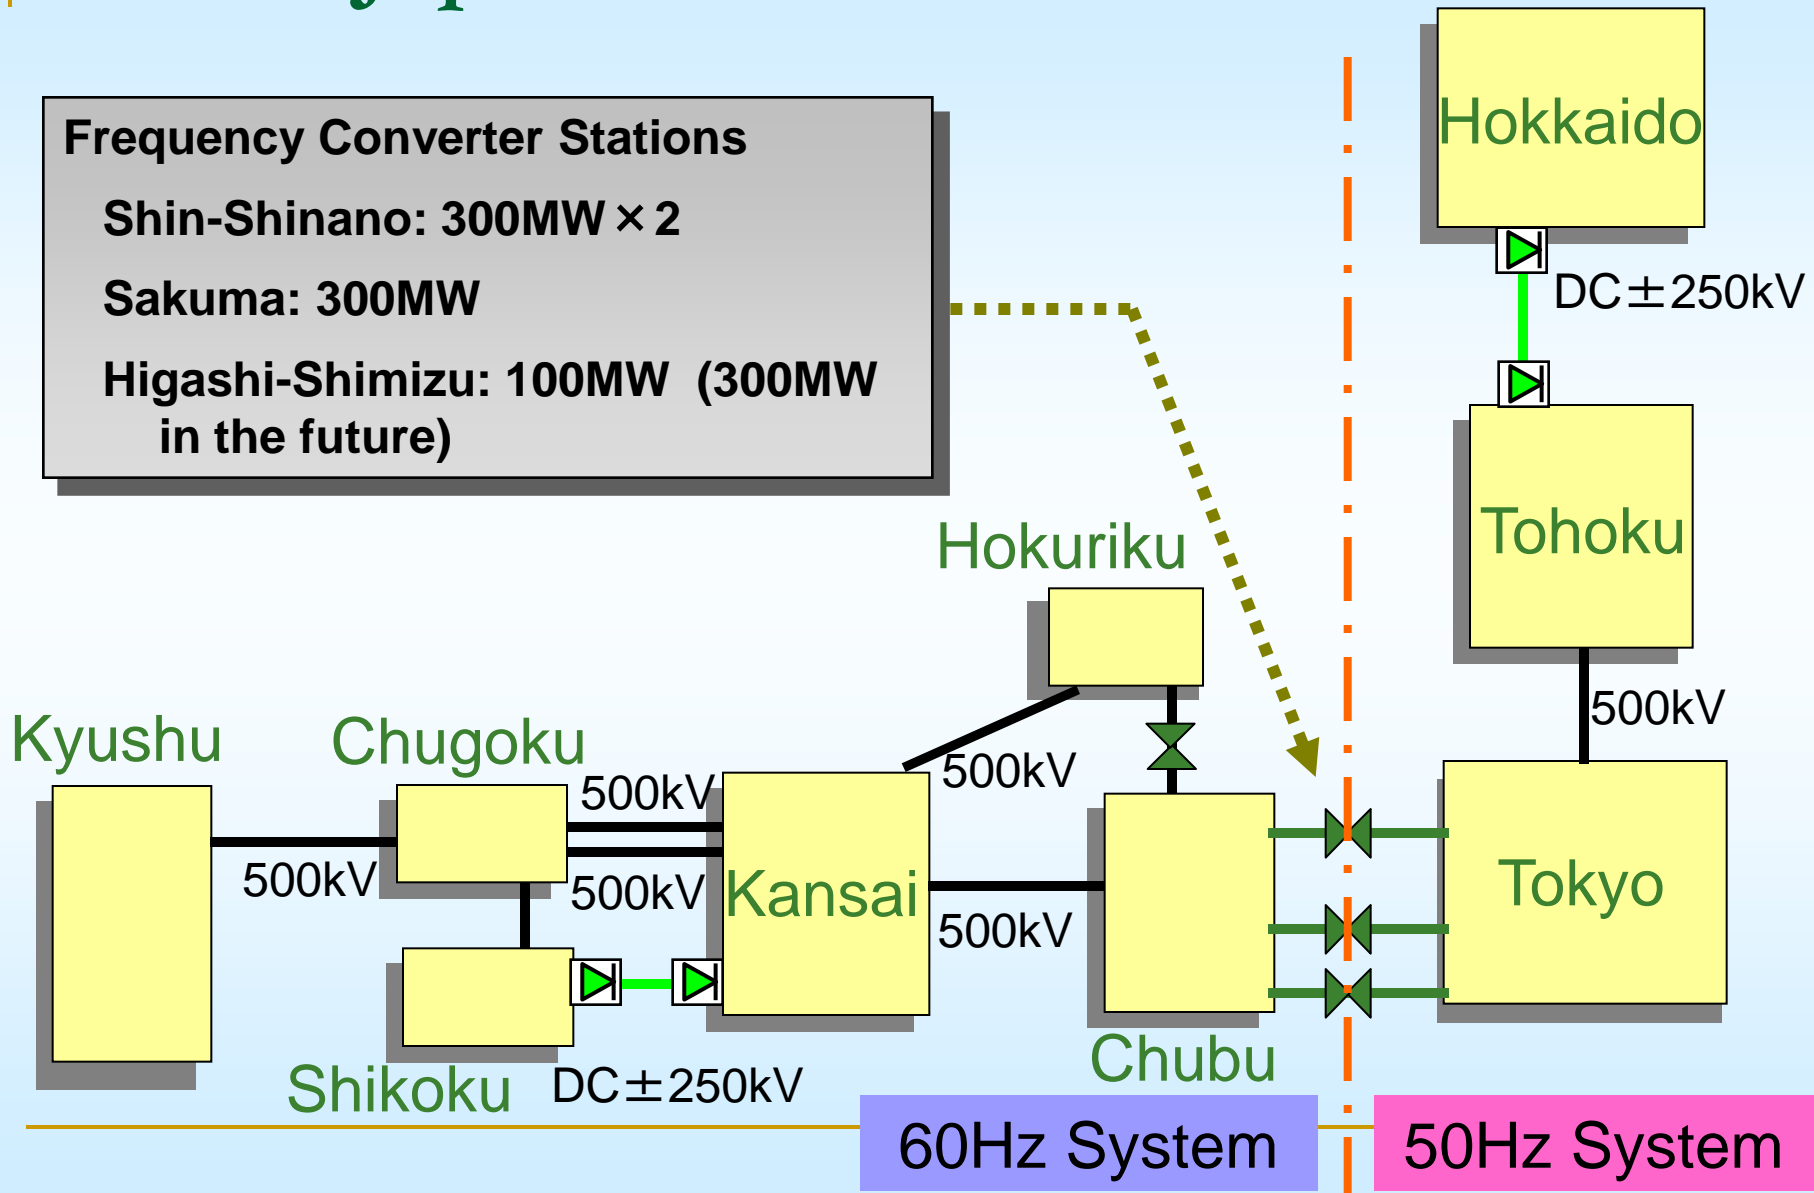 Frequency Converter Stations
Shin-Shinano: 300MW×2
Sakuma: 300MW
Higashi-Shimizu: 100MW (300MW
in the future)
Hokkaido
DC±250kV
Tohoku
Hokuriku
500kV
Kyushu
Chugoku
500kV
500kV
500kV
500kV
Kansai
500kV
Tokyo
Chubu
Shikoku
DC±250kV
60Hz System
50Hz System